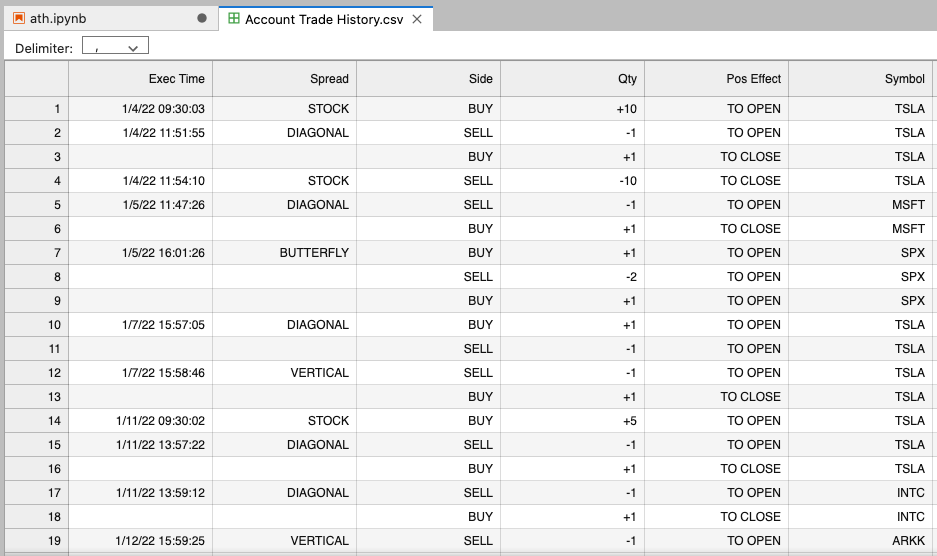 ath.ipynb Account Trade History.csv
Delimiter: ,
Exec Time Spread Side Qty Pos Effect Symbol
1 1/4/22 09:30:03 STOCK BUY +10 TO OPEN TSLA
2 1/4/22 11:51:55 DIAGONAL SELL -1 TO OPEN TSLA
3 BUY +1 TO CLOSE TSLA
4 1/4/22 11:54:10 STOCK SELL -10 TO CLOSE TSLA
5 1/5/22 11:47:26 DIAGONAL SELL -1 TO OPEN MSFT
6 BUY +1 TO CLOSE MSFT
7 1/5/22 16:01:26 BUTTERFLY BUY +1 TO OPEN SPX
8 SELL -2 TO OPEN SPX
9 BUY +1 TO OPEN SPX
10 1/7/22 15:57:05 DIAGONAL BUY +1 TO OPEN TSLA
11 SELL -1 TO OPEN TSLA
12 1/7/22 15:58:46 VERTICAL SELL -1 TO OPEN TSLA
13 BUY +1 TO CLOSE TSLA
14 1/11/22 09:30:02 STOCK BUY +5 TO OPEN TSLA
15 1/11/22 13:57:22 DIAGONAL SELL -1 TO OPEN TSLA
16 BUY +1 TO CLOSE TSLA
17 1/11/22 13:59:12 DIAGONAL SELL -1 TO OPEN INTC
18 BUY +1 TO CLOSE INTC
19 1/12/22 15:59:25 VERTICAL SELL -1 TO OPEN ARKK